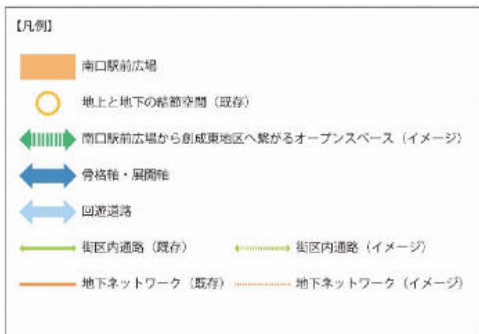 【凡例】
南口駅前広場
地上と地下の結節空間（既存）
南口駅前広場から創成東地区へ繋がるオープンスペース（イメージ）
骨格軸・展開軸
回遊道路
街区内通路（既存） 街区内通路（イメージ）
地下ネットワーク（既存） 地下ネットワーク（イメージ）